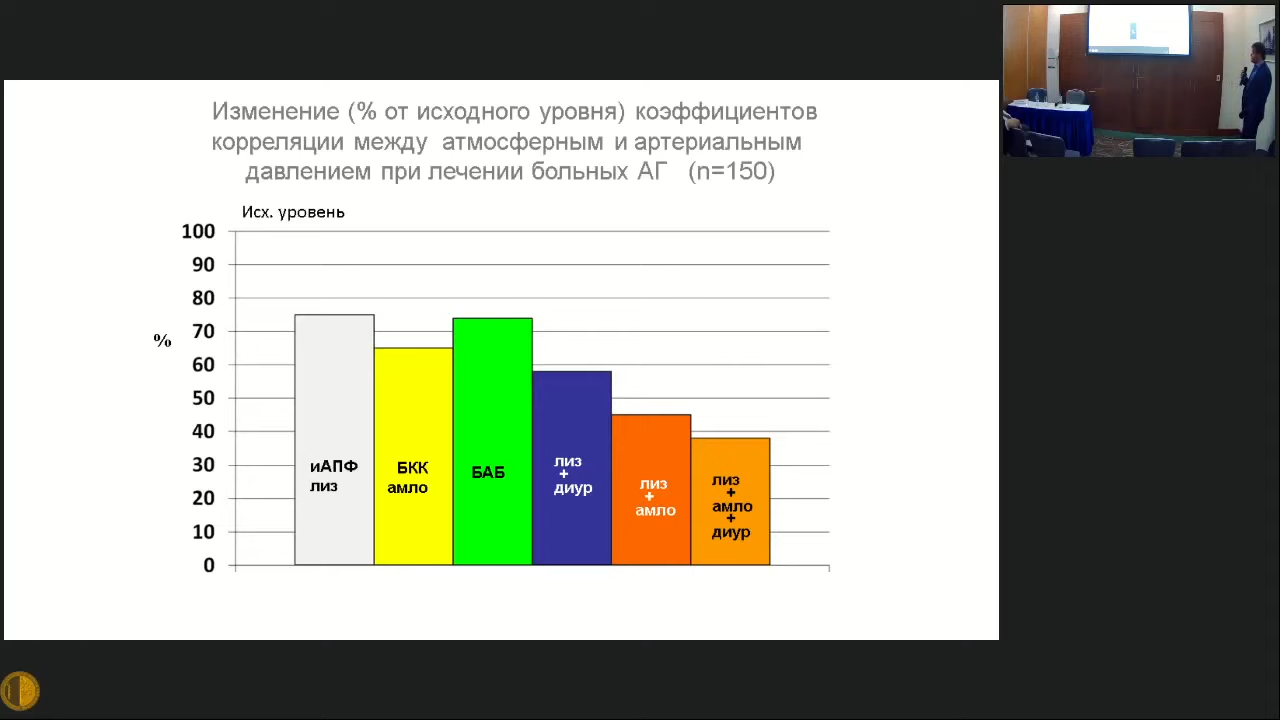 Изменение (% от исходного уровня) коэффициентов
корреляции между атмосферным и артериальным
давлением при лечении больных АГ (n=150)
Исх. уровень
100
90
80
70
60
50
40
30
20
10
0
%
иАПФ
лиз
БКК
амло
БАБ
лиз
+
диур
лиз
+
амло
лиз
+
амло
+
диур